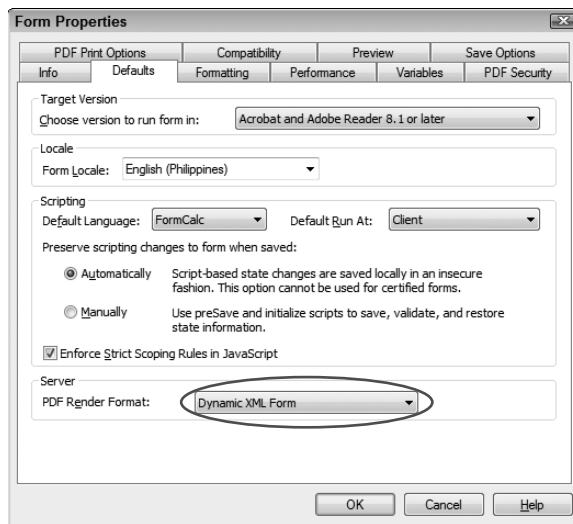 Form Properties
PDF Print Options Compatibility Preview Save Options
Info Defaults Formatting Performance Variables PDF Security
Target Version
Choose version to run form in: Acrobat and Adobe Reader 8.1 or later
Locale
Form Locale: English (Philippines)
Scripting
Default Language: FormCalc Default Run At: Client
Preserve scripting changes to form when saved:
Automatically Script-based state changes are saved locally in an insecure
fashion. This option cannot be used for certified forms.
Manually Use preSave and initialize scripts to save, validate, and restore
state information.
Enforce Strict Scoping Rules in JavaScript
Server
PDF Render Format: Dynamic XML Form
OK Cancel Help